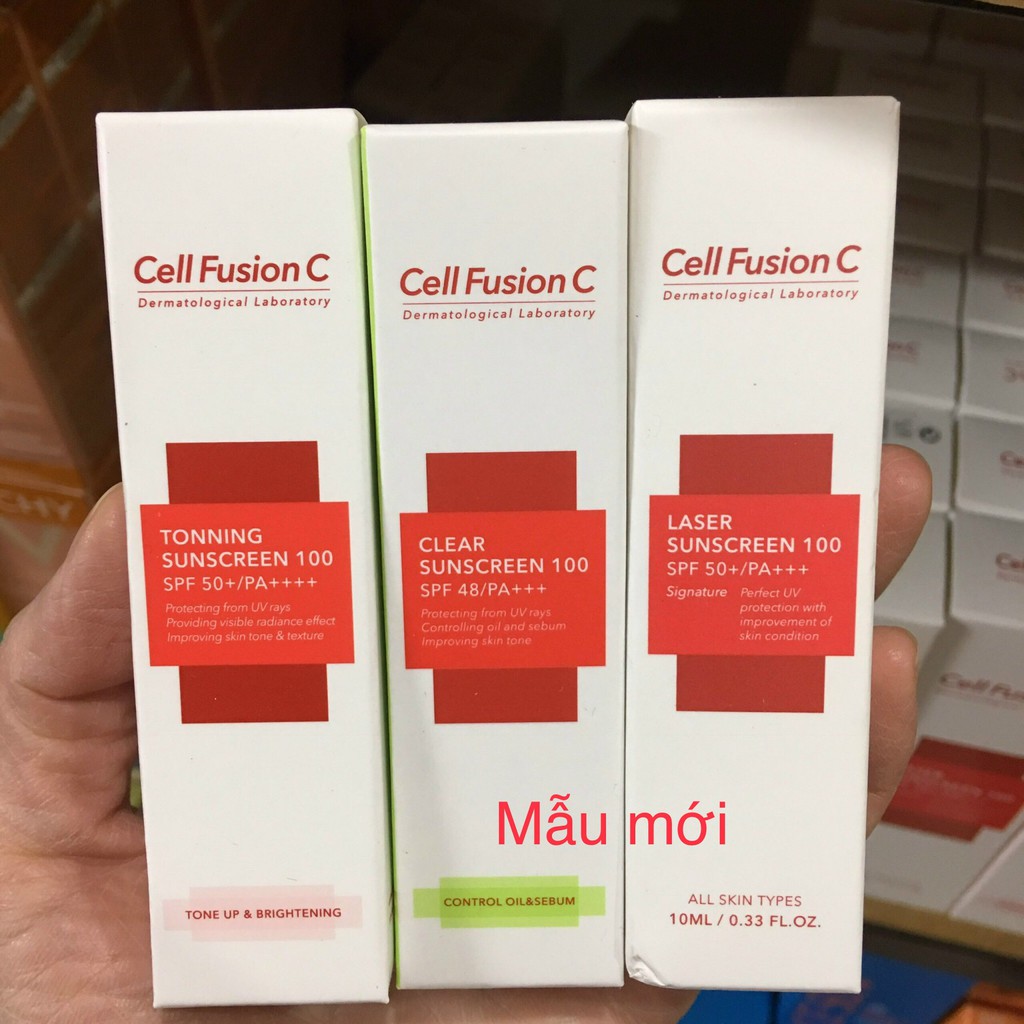 Cell Fusion C
Dermatological Laboratory
TONNING
SUNSCREEN 100
SPF 50+/PA++++
Protecting from UV rays
Providing visible radiance effect
Improving skin tone & texture
TONE UP & BRIGHTENING
Cell Fusion C
Dermatological Laboratory
CLEAR
SUNSCREEN 100
SPF 48/PA+++
Protecting from UV rays
Controlling oil and sebum
Improving skin tone
CONTROL OIL&SEBUM
Cell Fusion C
Dermatological Laboratory
LASER
SUNSCREEN 100
SPF 50+/PA+++
Signature
Perfect UV
protection with
improvement of
skin condition
ALL SKIN TYPES
10ML / 0.33 FL.OZ.
Mẫu mới
CHY
Cell Fus